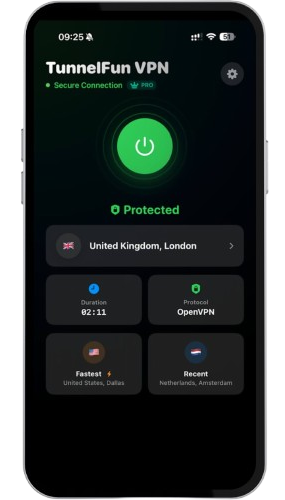 09:25
TunnelFun VPN
Secure Connection PRO
Protected
United Kingdom, London
Duration
02:11
Protocol
OpenVPN
Fastest
United States, Dallas
Recent
Netherlands, Amsterdam